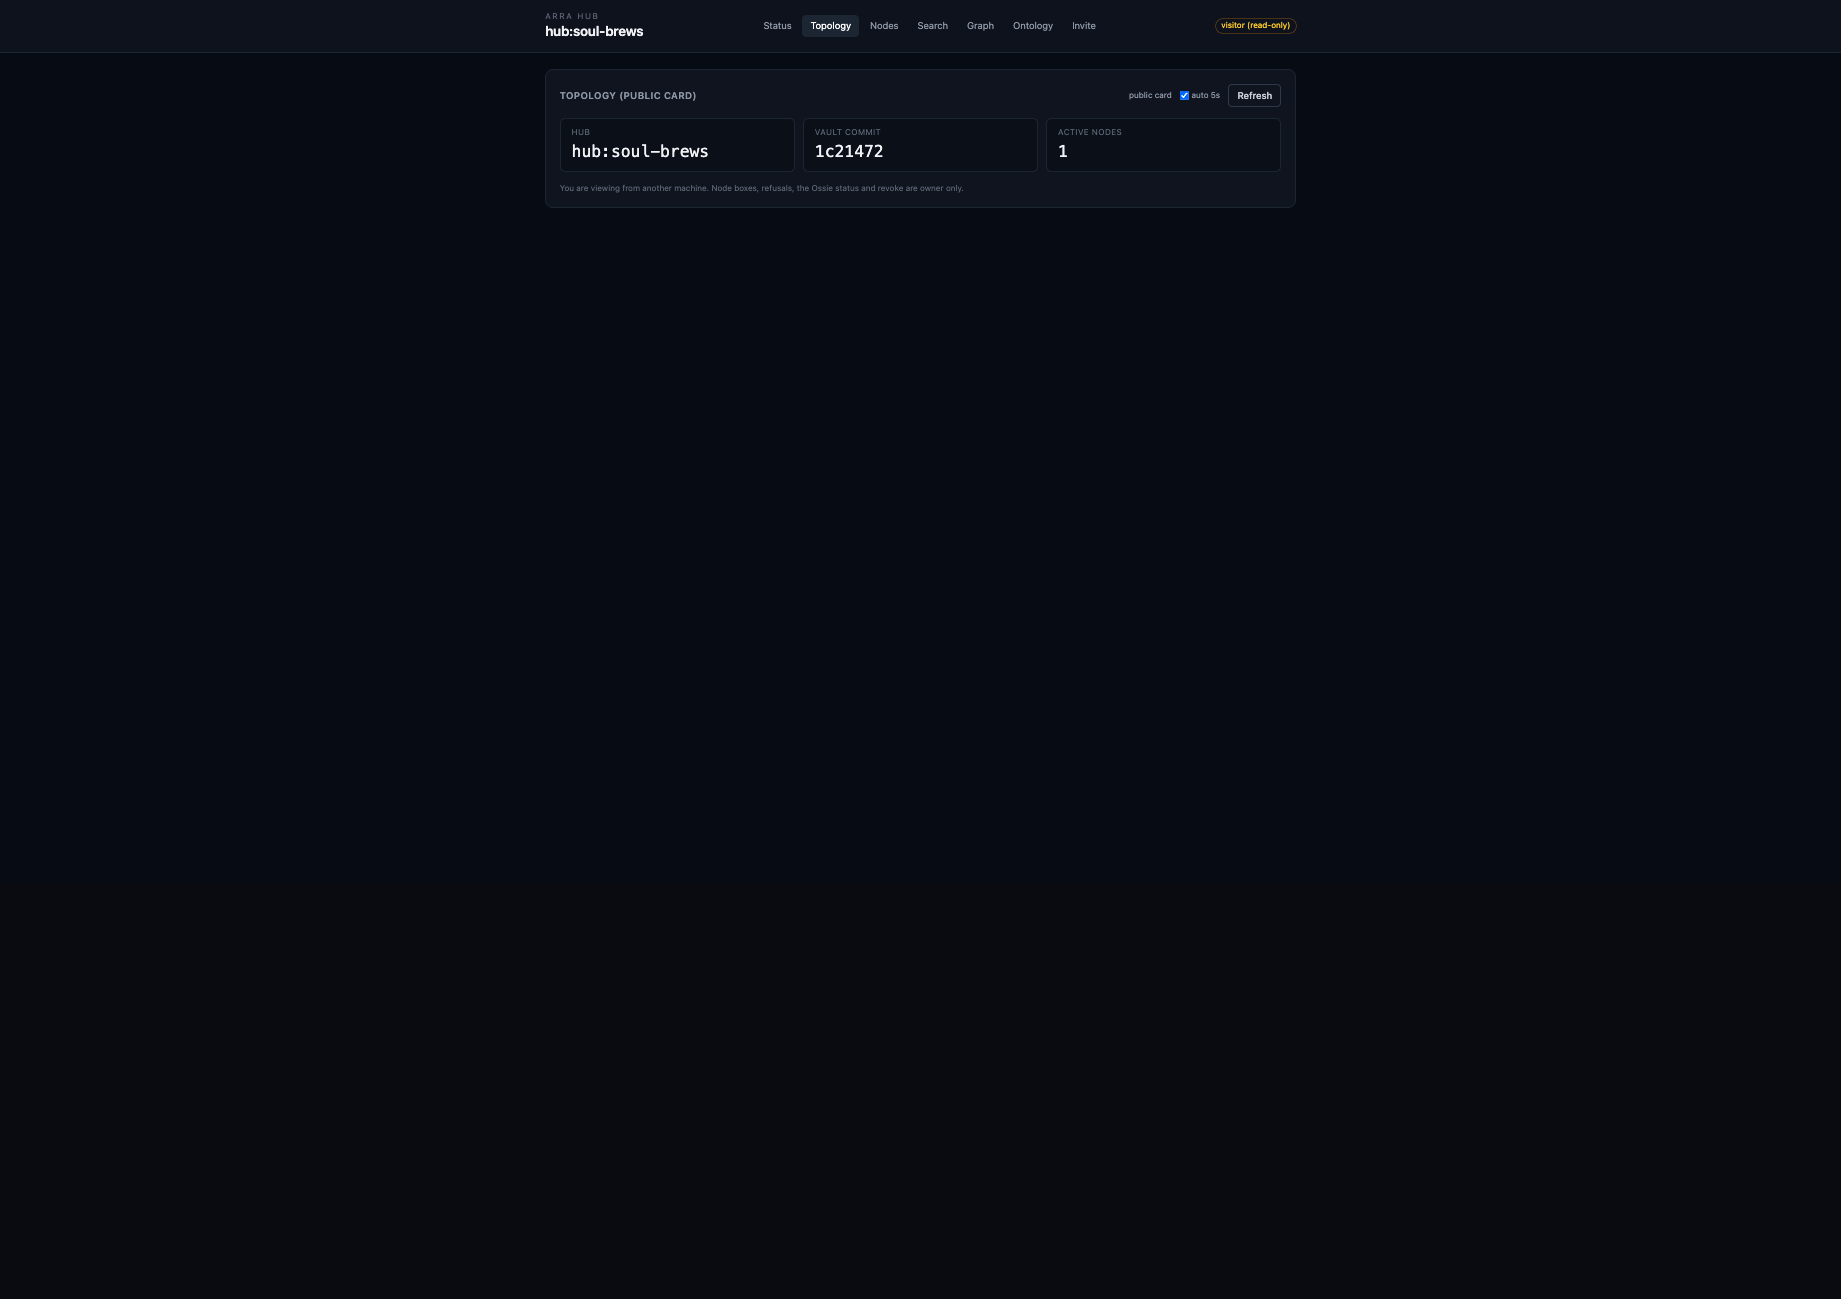 ARRA HUB
hub:soul-brews
Status Topology Nodes Search Graph Ontology Invite
visitor (read-only)
TOPOLOGY (PUBLIC CARD)
public card auto 5s Refresh
HUB
hub:soul-brews
VAULT COMMIT
1c21472
ACTIVE NODES
1
You are viewing from another machine. Node boxes, refusals, the Ossie status and revoke are owner only.